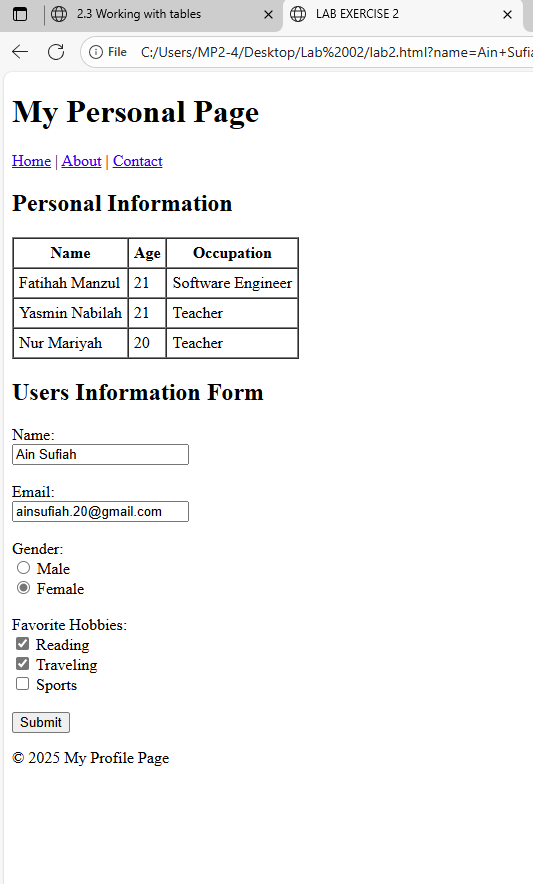 2.3 Working with tables
LAB EXERCISE 2
File C:/Users/MP2-4/Desktop/Lab%2002/lab2.html?name=Ain+Sufia
My Personal Page
Home | About | Contact
Personal Information
Name Age Occupation
Fatihah Manzul 21 Software Engineer
Yasmin Nabilah 21 Teacher
Nur Mariyah 20 Teacher
Users Information Form
Name:
Ain Sufiah
Email:
ainsufiah.20@gmail.com
Gender:
Male
Female
Favorite Hobbies:
Reading
Traveling
Sports
Submit
© 2025 My Profile Page